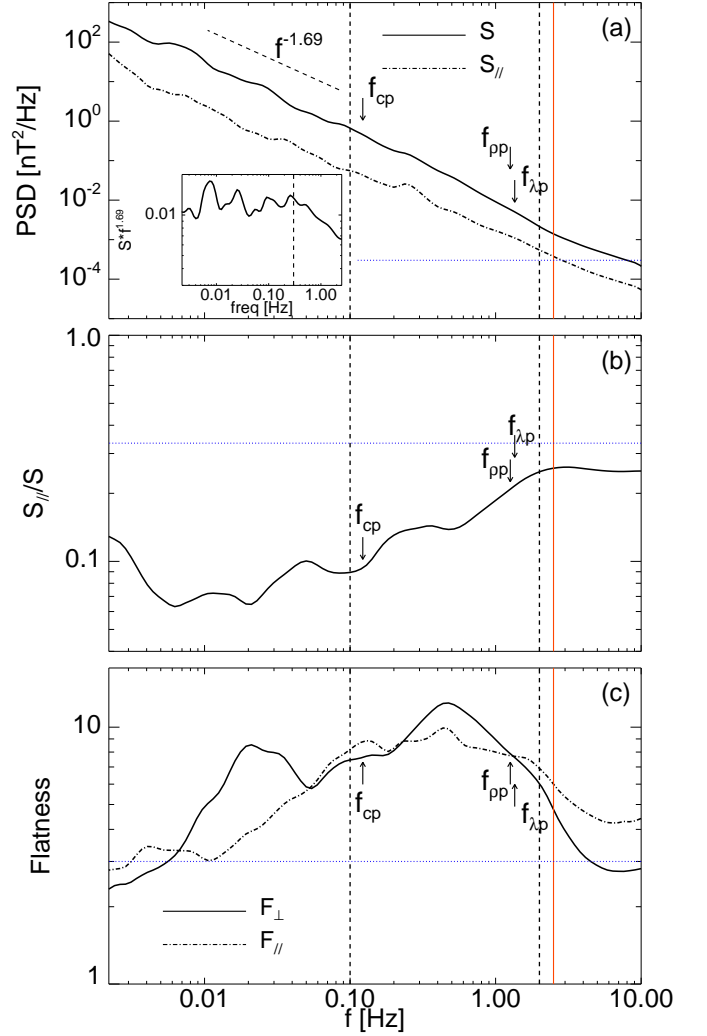 (a)
10²
10⁰
10⁻²
10⁻⁴
PSD [nT²/Hz]
f⁻¹·⁶⁹
S
S//
f_cp
f_ρp
f_λp
S*f¹·⁶⁹
0.01
0.01 0.10 1.00
freq [Hz]
(b)
1.0
0.1
S///S
f_λp
f_ρp
f_cp
(c)
10
1
Flatness
f_cp
f_ρp
f_λp
F⊥
F//
0.01 0.10 1.00 10.00
f [Hz]